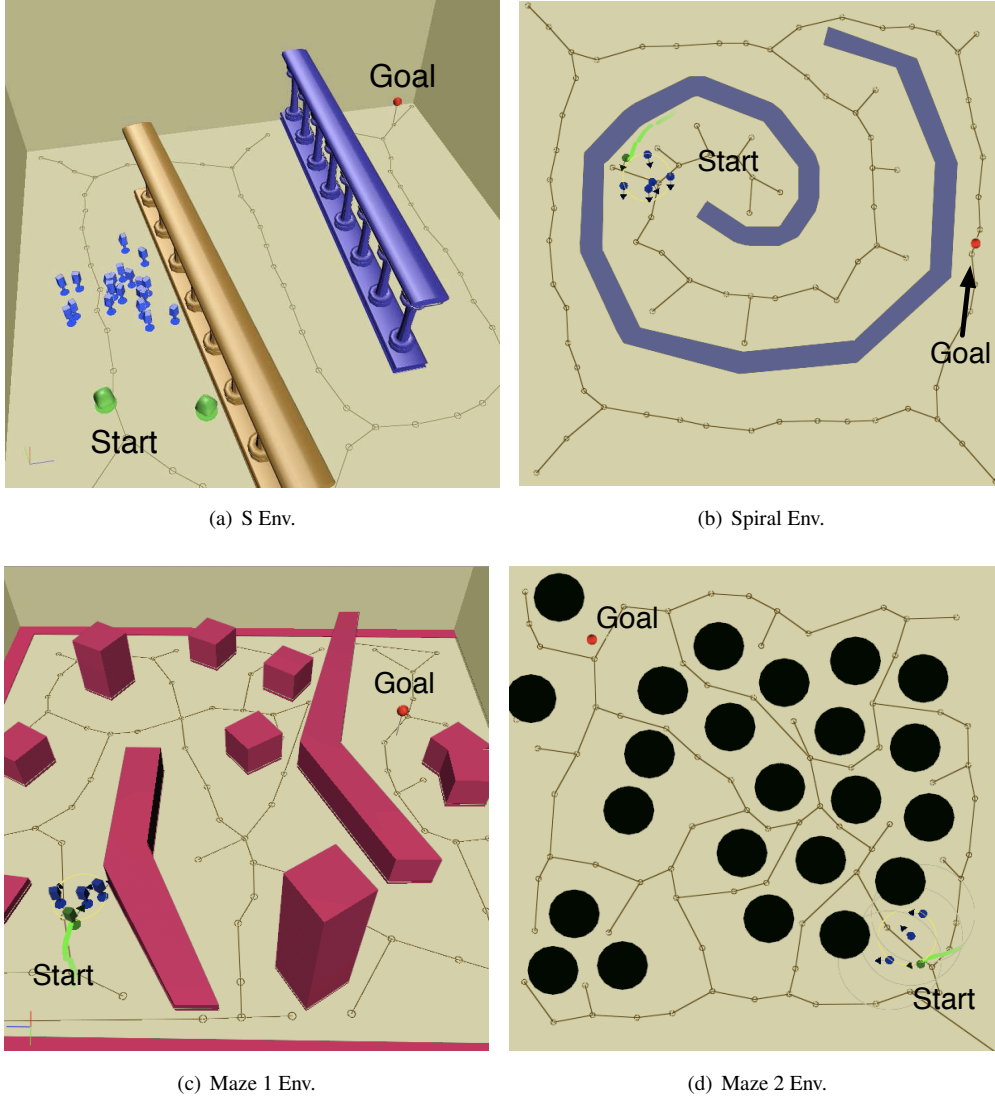 Goal
Start
Start
Goal
(a) S Env.
(b) Spiral Env.
Goal
Start
Goal
Start
(c) Maze 1 Env.
(d) Maze 2 Env.